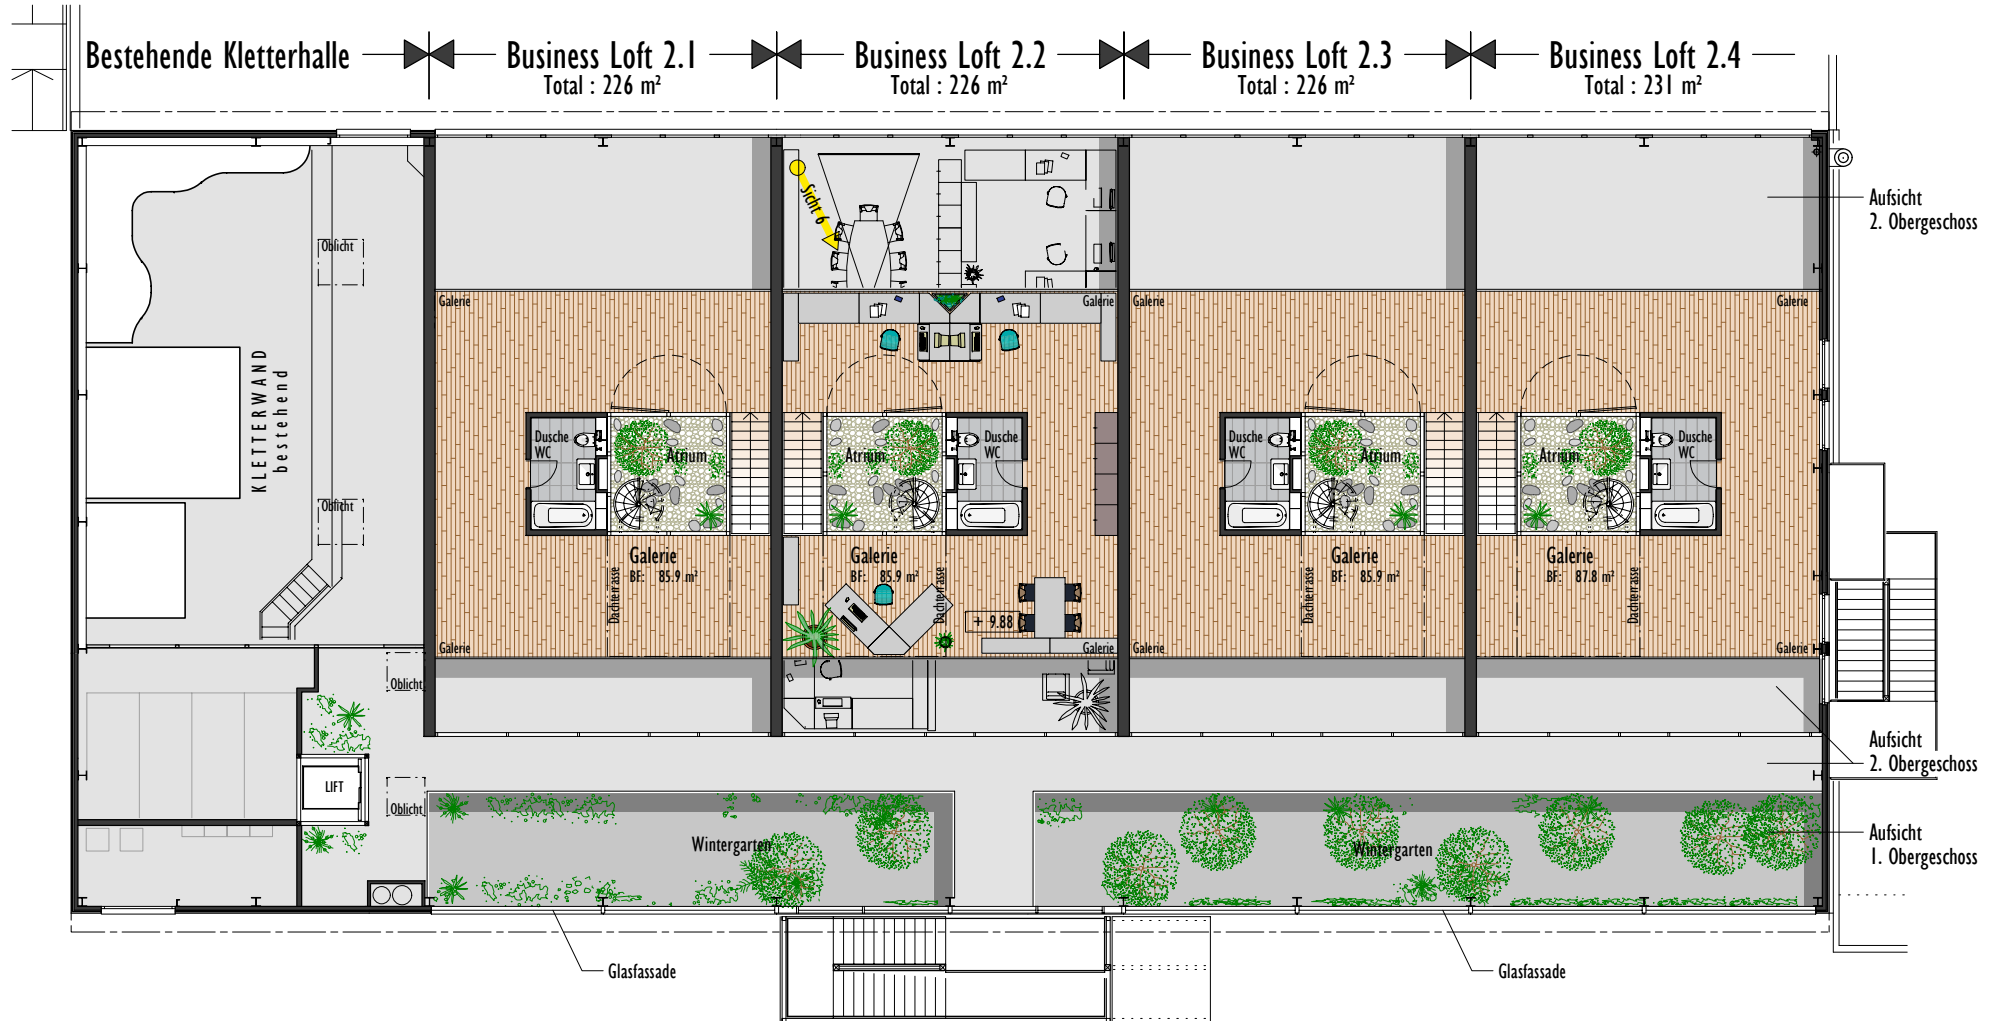 Bestehende Kletterhalle
Business Loft 2.1
Total : 226 m²
Business Loft 2.2
Total : 226 m²
Business Loft 2.3
Total : 226 m²
Business Loft 2.4
Total : 231 m²
Sicht 6
Aufsicht
2. Obergeschoss
Oblicht
Galerie
Galerie
Galerie
Galerie
KLETTERWAND
bestehend
Dusche
WC
Atrium
Atrium
Dusche
WC
Dusche
WC
Atrium
Atrium
Dusche
WC
Oblicht
Galerie
BF: 85.9 m²
Dachterrasse
Galerie
BF: 85.9 m²
Dachterrasse
Galerie
BF: 85.9 m²
Dachterrasse
Galerie
BF: 87.8 m²
Dachterrasse
+ 9.88
Galerie
Galerie
Galerie
Galerie
Oblicht
Aufsicht
2. Obergeschoss
LIFT
Oblicht
Wintergarten
Wintergarten
Aufsicht
1. Obergeschoss
Glasfassade
Glasfassade